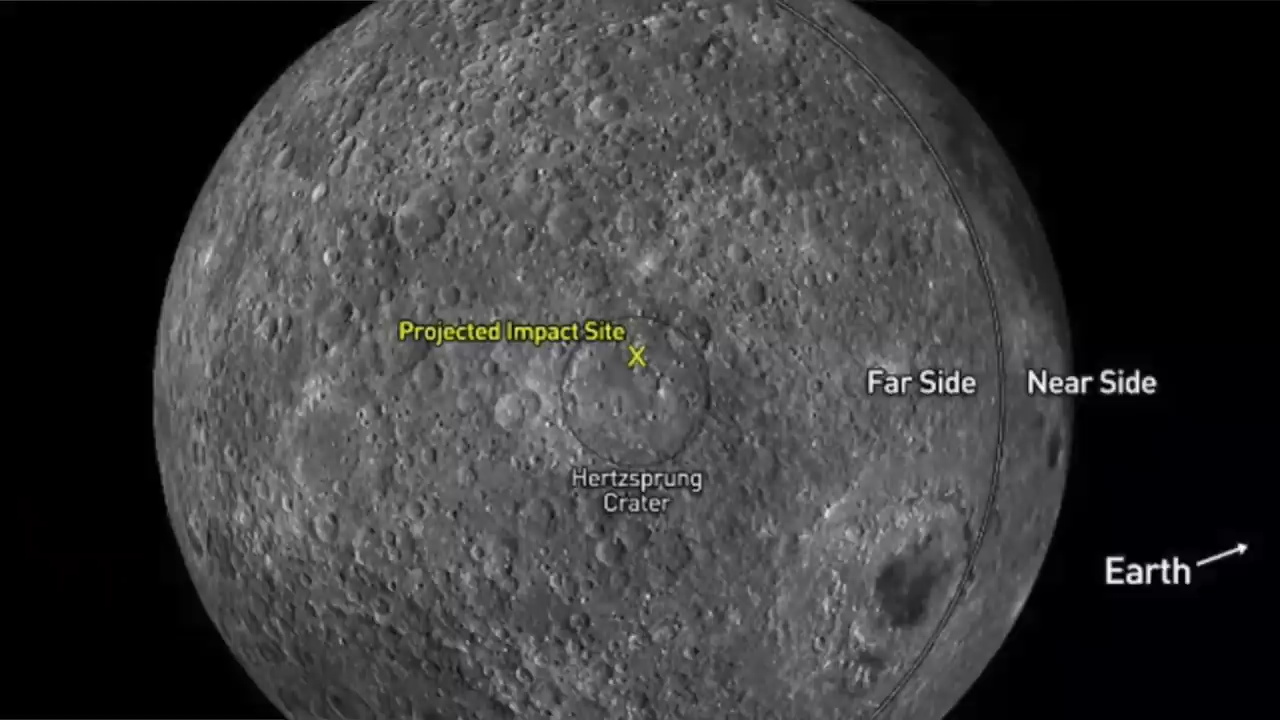 Projected Impact Site
X
Far Side
Near Side
Hertzsprung
Crater
Earth